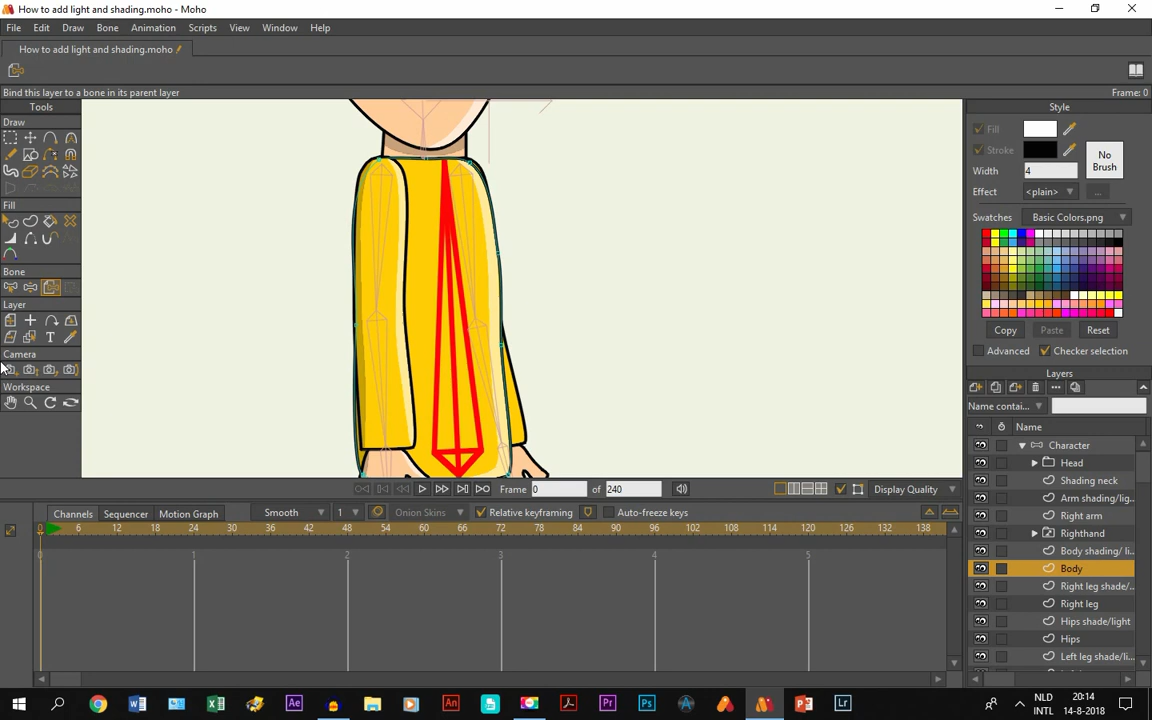 How to add light and shading.moho - Moho
File Edit Draw Bone Animation Scripts View Window Help
How to add light and shading.moho
Bind this layer to a bone in its parent layer
Frame: 0
Tools
Draw
Fill
Bone
Layer
Camera
Workspace
Style
Fill
Stroke
Width 4
No Brush
Effect <plain> ...
Swatches Basic Colors.png
Copy Paste Reset
Advanced Checker selection
Layers
Name contai...
Name
Character
Head
Shading neck
Arm shading/lig...
Right arm
Righthand
Body shading/ li...
Body
Right leg shade/...
Right leg
Hips shade/light
Hips
Left leg shade/li...
Frame 0 of 240
Display Quality
Channels Sequencer Motion Graph Smooth 1 Onion Skins Relative keyframing Auto-freeze keys
0 6 12 18 24 30 36 42 48 54 60 66 72 78 84 90 96 102 108 114 120 126 132 138
0 1 2 3 4 5
NLD
INTL
20:14
14-8-2018